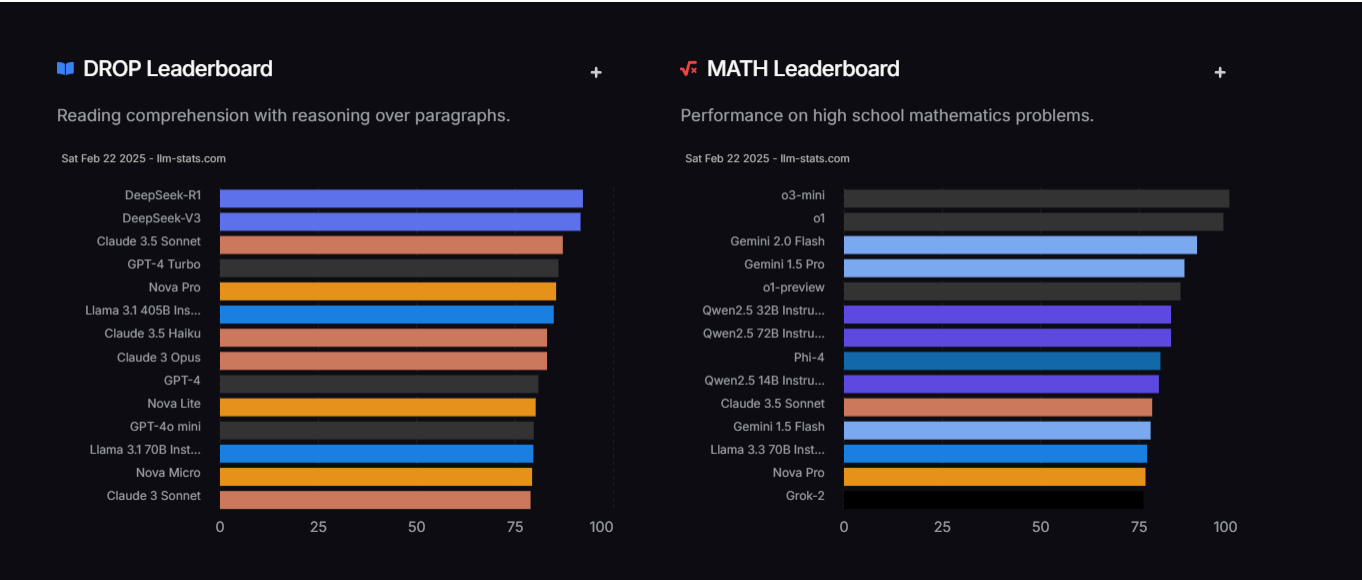 DROP Leaderboard
+
Reading comprehension with reasoning over paragraphs.
Sat Feb 22 2025 - llm-stats.com
DeepSeek-R1
DeepSeek-V3
Claude 3.5 Sonnet
GPT-4 Turbo
Nova Pro
Llama 3.1 405B Ins...
Claude 3.5 Haiku
Claude 3 Opus
GPT-4
Nova Lite
GPT-4o mini
Llama 3.1 70B Inst...
Nova Micro
Claude 3 Sonnet
0 25 50 75 100
MATH Leaderboard
+
Performance on high school mathematics problems.
Sat Feb 22 2025 - llm-stats.com
o3-mini
o1
Gemini 2.0 Flash
Gemini 1.5 Pro
o1-preview
Qwen2.5 32B Instru...
Qwen2.5 72B Instru...
Phi-4
Qwen2.5 14B Instru...
Claude 3.5 Sonnet
Gemini 1.5 Flash
Llama 3.3 70B Inst...
Nova Pro
Grok-2
0 25 50 75 100